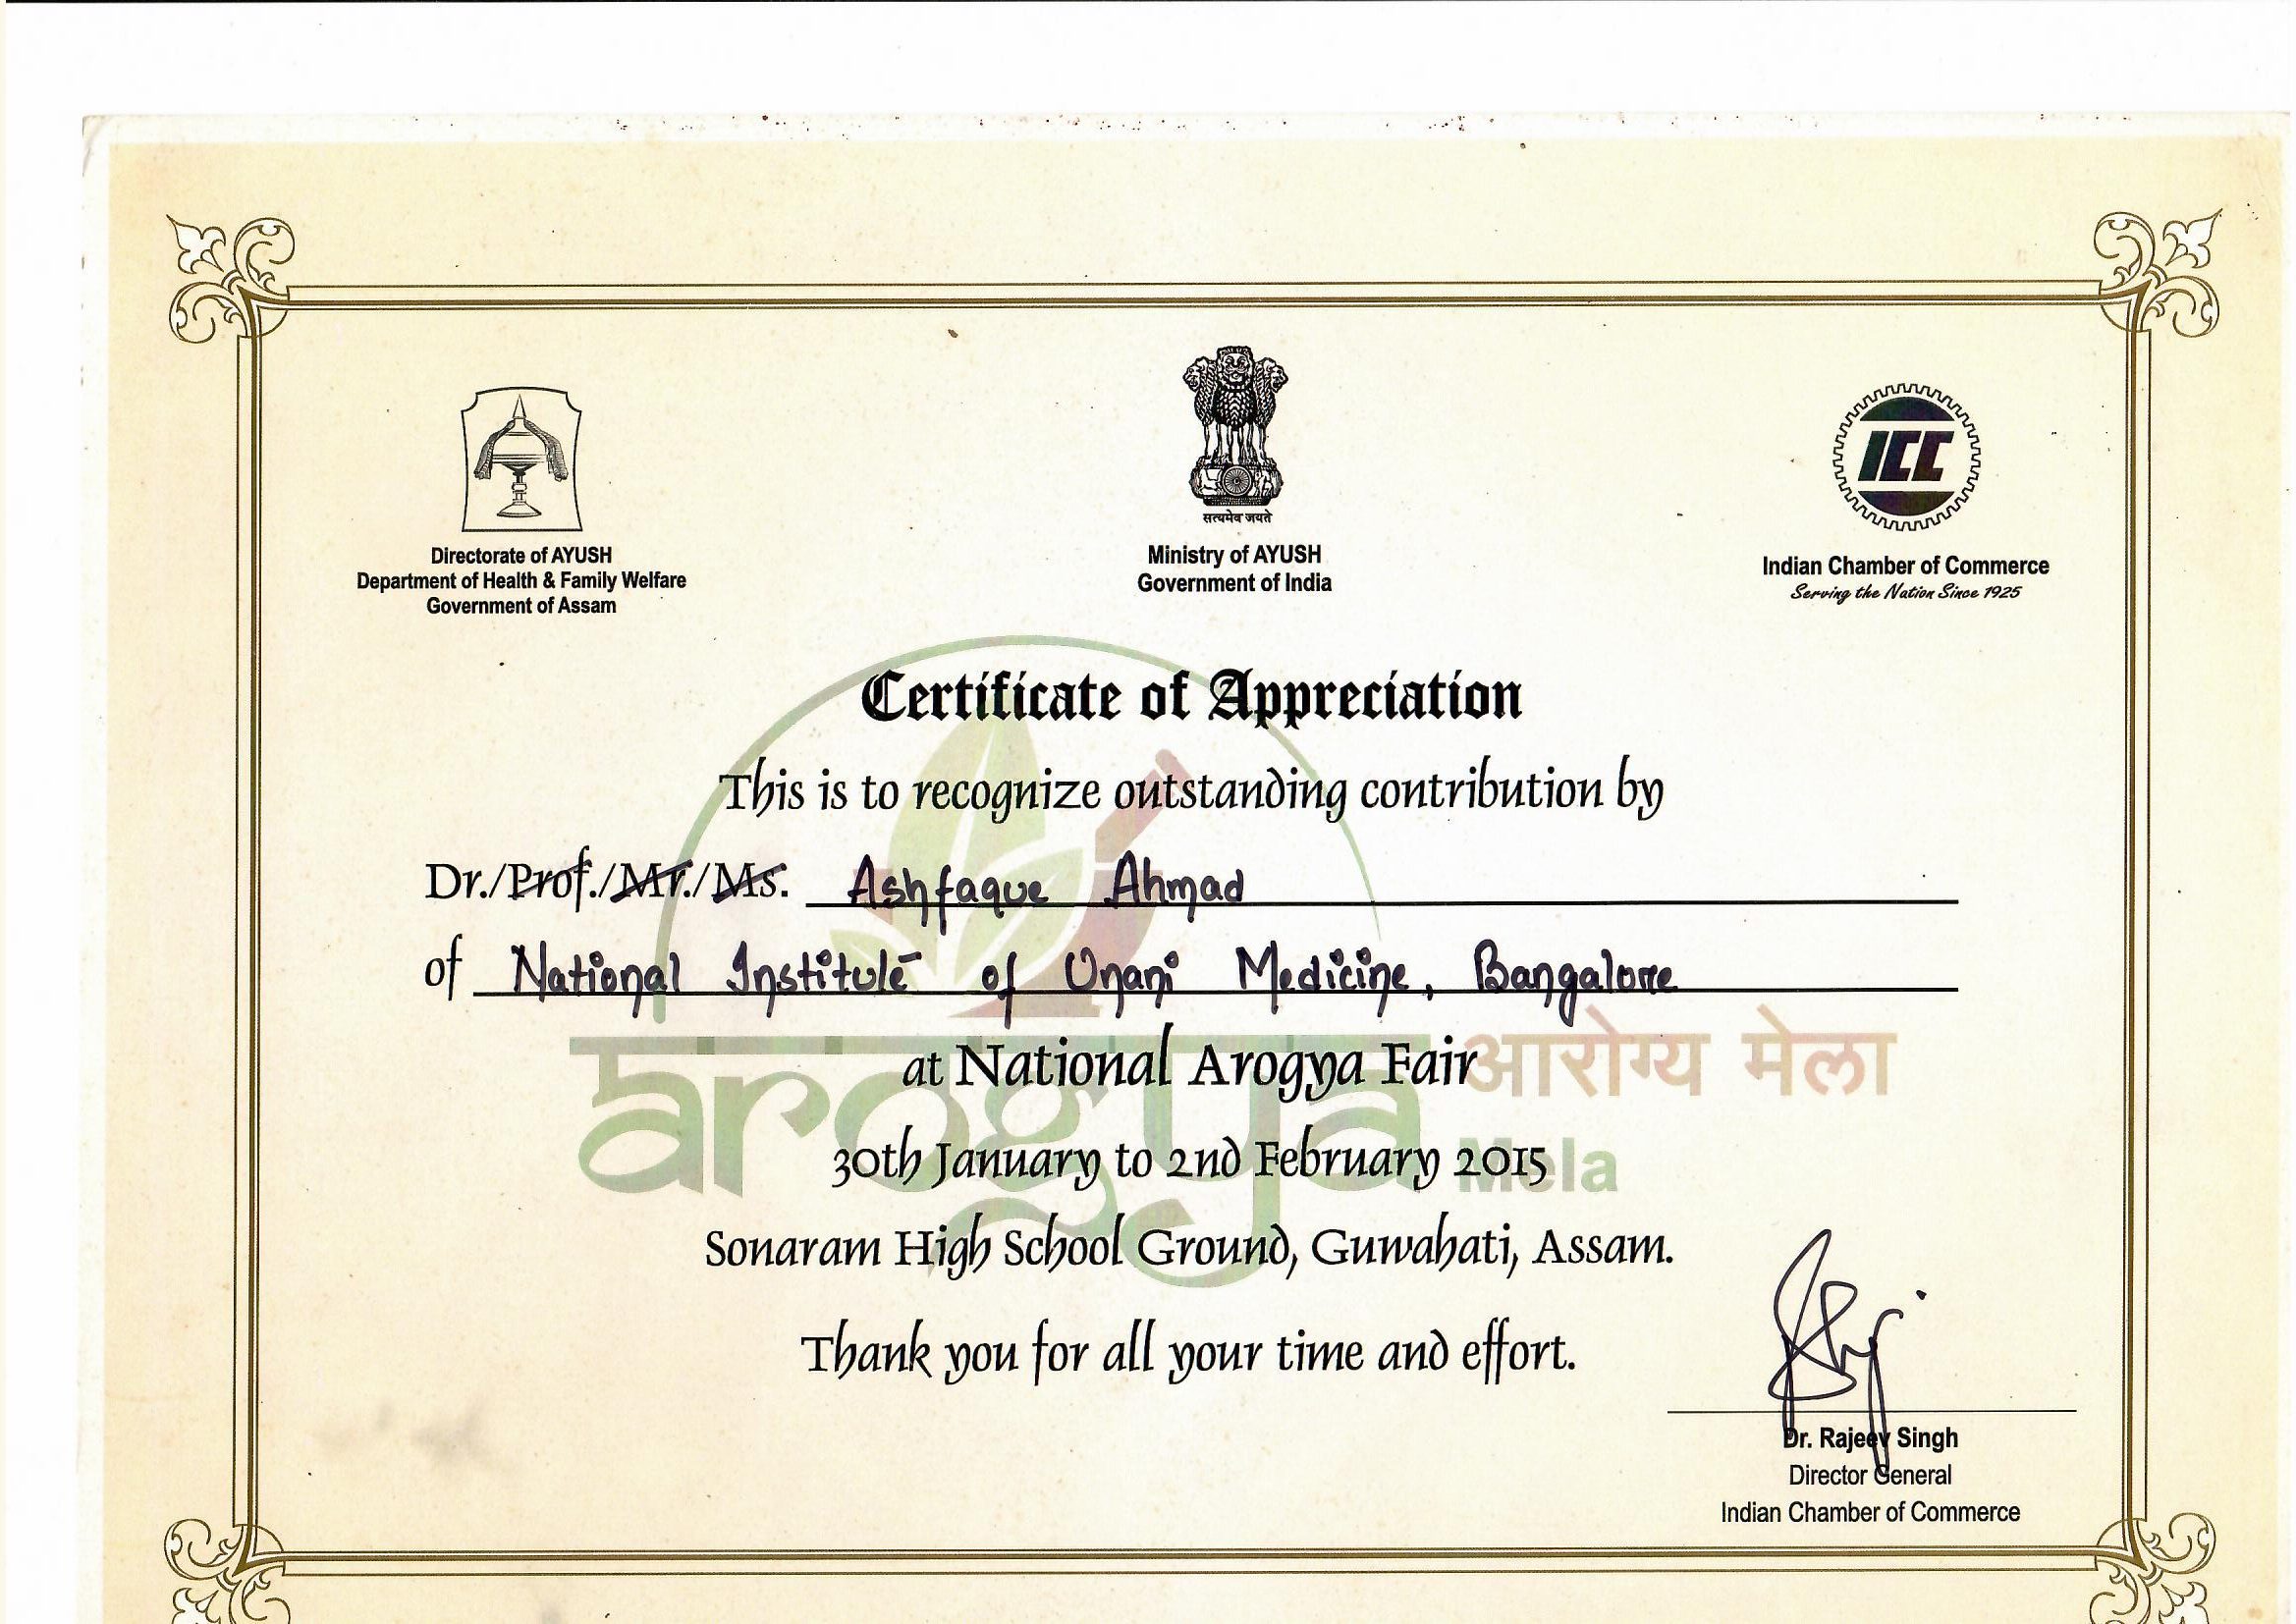 सत्यमेव जयते
ICC
Directorate of AYUSH
Department of Health & Family Welfare
Government of Assam
Ministry of AYUSH
Government of India
Indian Chamber of Commerce
Serving the Nation Since 1925
Certificate of Appreciation
This is to recognize outstanding contribution by
Dr./Prof./Mr./Ms. Ashfaque Ahmad
of National Institute of Unani Medicine, Bangalore
at National Arogya Fair
arogya आरोग्य मेला
Mela
30th January to 2nd February 2015
Sonaram High School Ground, Guwahati, Assam.
Thank you for all your time and effort.
Dr. Rajeev Singh
Director General
Indian Chamber of Commerce